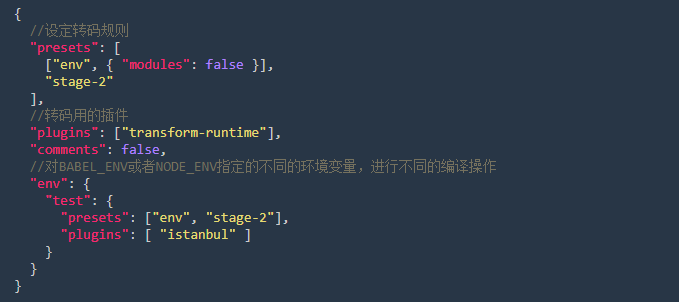 {
  //设定转码规则
  "presets": [
    ["env", { "modules": false }],
    "stage-2"
  ],
  //转码用的插件
  "plugins": ["transform-runtime"],
  "comments": false,
  //对BABEL_ENV或者NODE_ENV指定的不同的环境变量，进行不同的编译操作
  "env": {
    "test": {
      "presets": ["env", "stage-2"],
      "plugins": [ "istanbul" ]
    }
  }
}